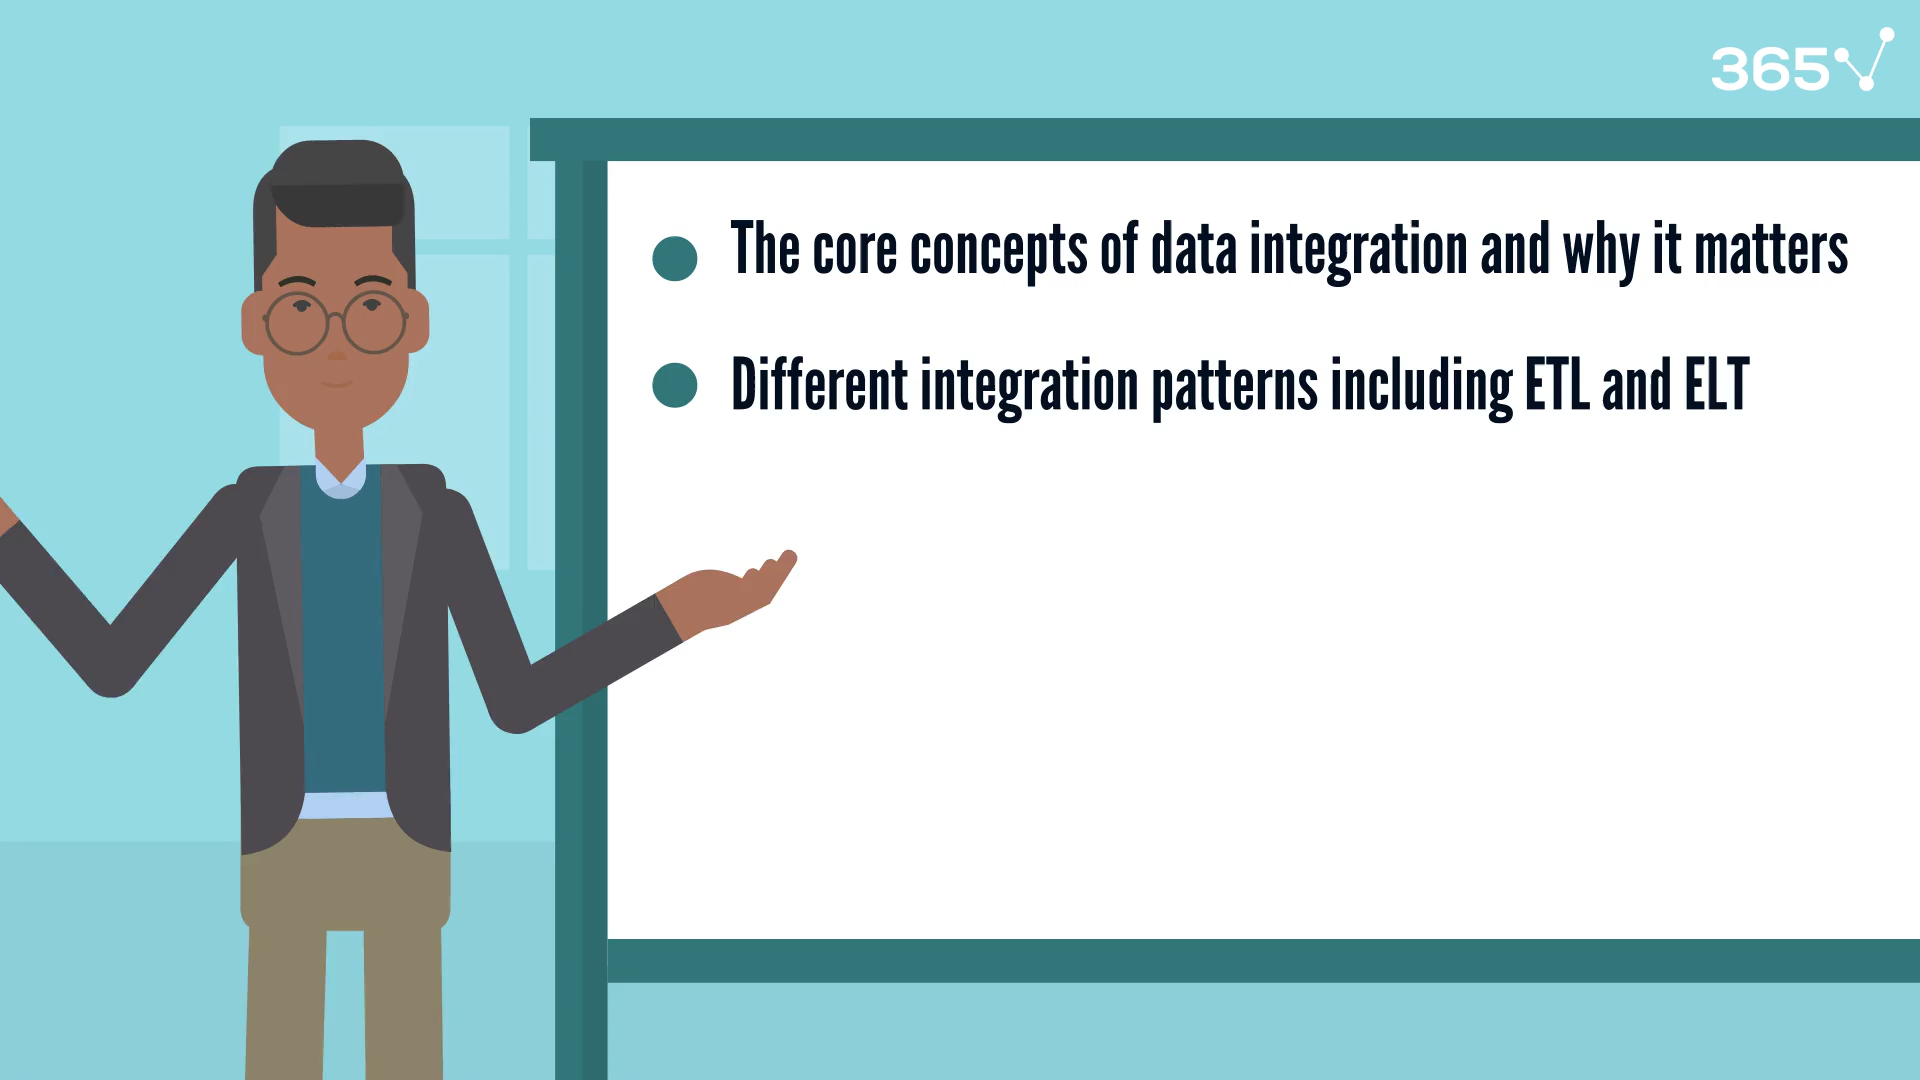 365
The core concepts of data integration and why it matters
Different integration patterns including ETL and ELT